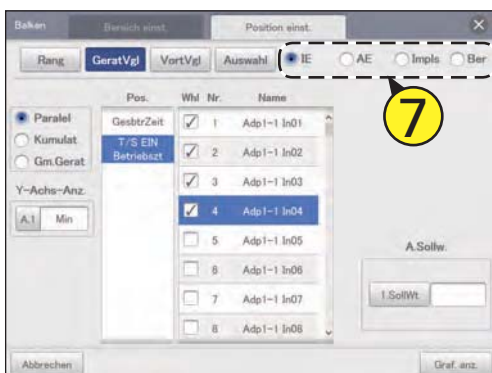 Balken Bereich einst. Position einst. ×
Rang GerätVgl VortVgl Auswahl IE AE Impls Ber
7
Pos. Whl Nr. Name
Paralel
Kumulat
Gm.Gerat
Y-Achs-Anz.
A.1 Min
GesbtrZeit
T/S EIN
Betriebszt
1 Adp1-1 In01
2 Adp1-1 In02
3 Adp1-1 In03
4 Adp1-1 In04
5 Adp1-1 In05
6 Adp1-1 In06
7 Adp1-1 In07
8 Adp1-1 In08
A.Sollw.
1.SollWt
Abbrechen Graf. anz.